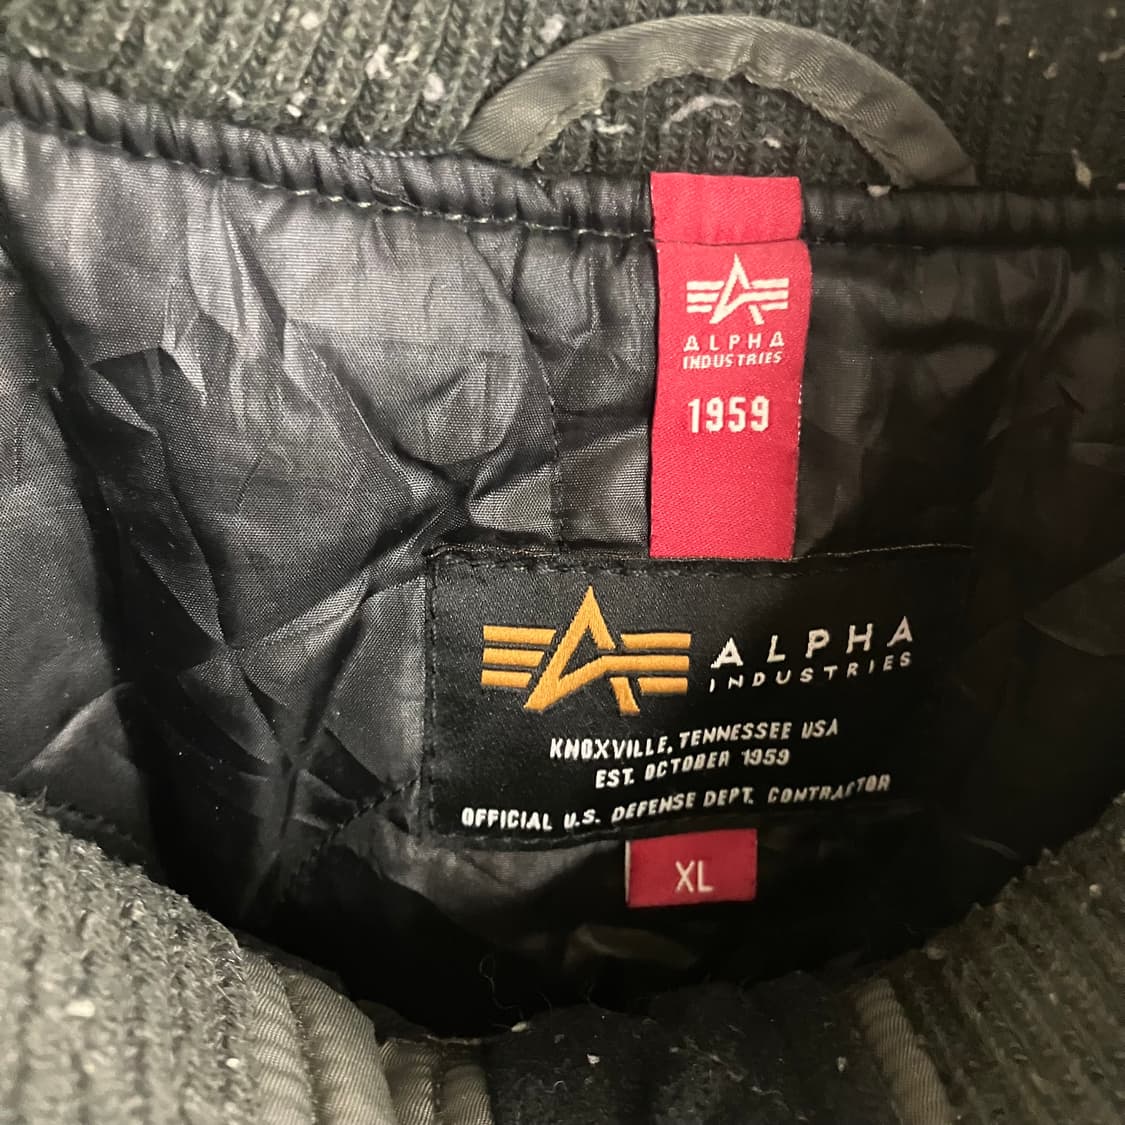 ALPHA
INDUSTRIES
1959
ALPHA
INDUSTRIES
KNOXVILLE, TENNESSEE USA
EST. OCTOBER 1959
OFFICIAL U.S. DEFENSE DEPT. CONTRACTOR
XL